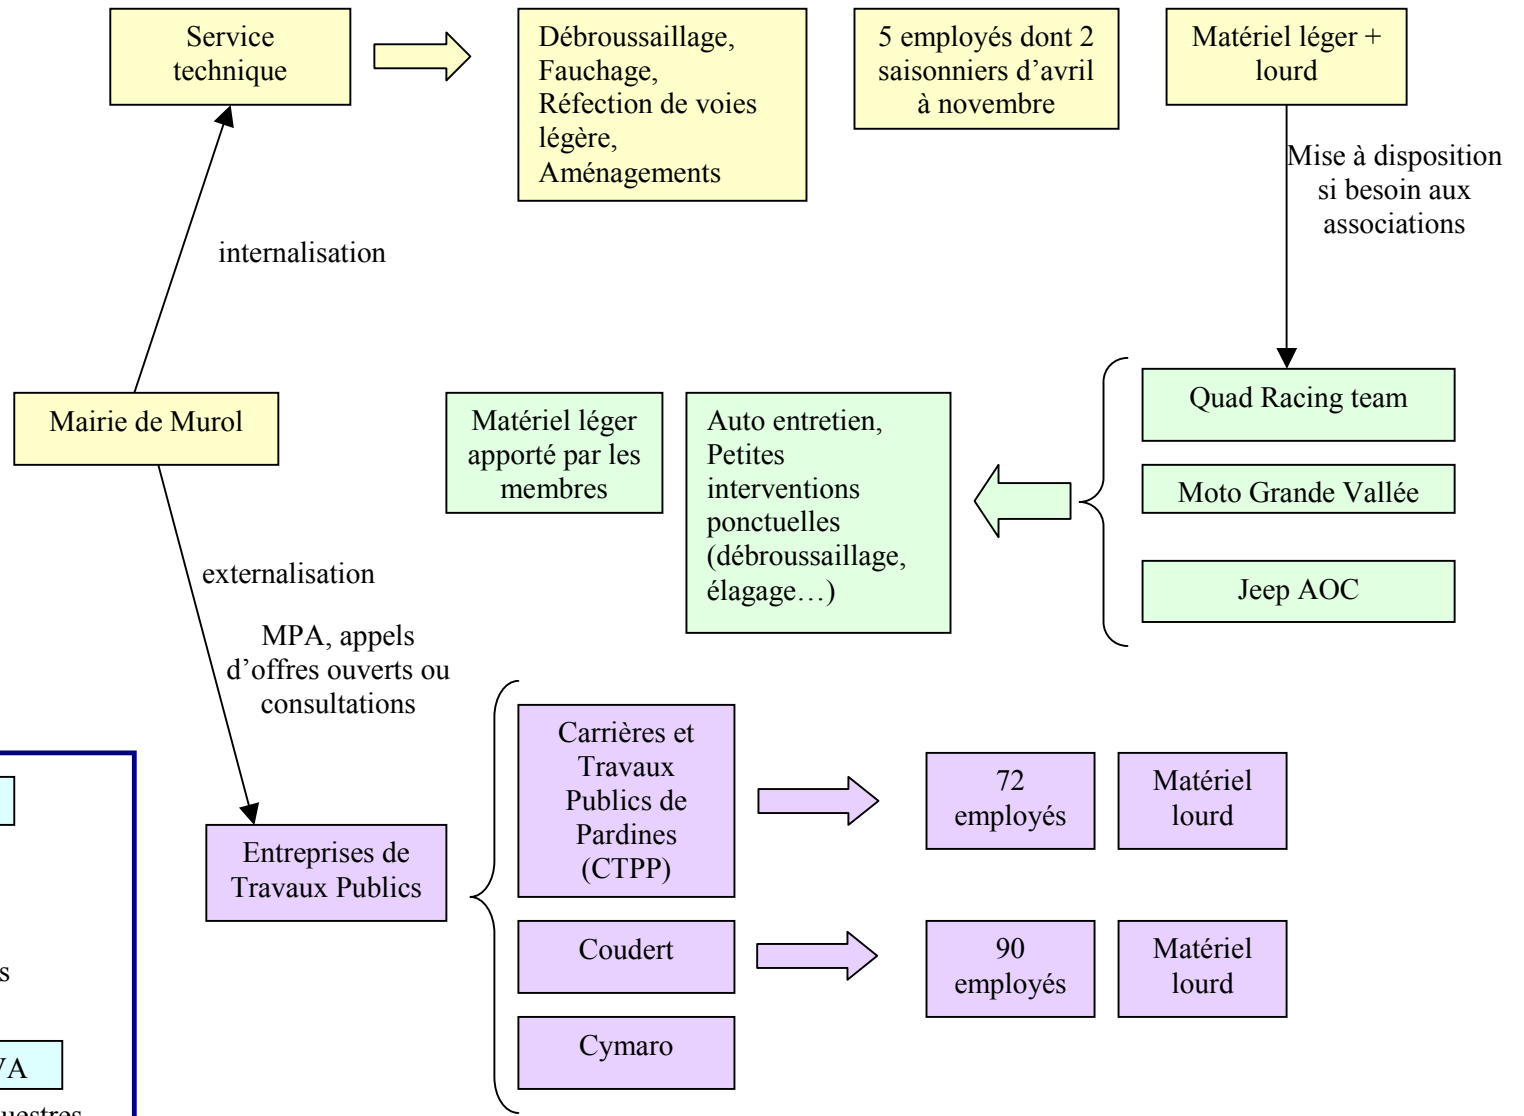 Service
technique
Débroussaillage,
Fauchage,
Réfection de voies
légère,
Aménagements
5 employés dont 2
saisonniers d’avril
à novembre
Matériel léger +
lourd
Mise à disposition
si besoin aux
associations
internalisation
Mairie de Murol
Matériel léger
apporté par les
membres
Auto entretien,
Petites
interventions
ponctuelles
(débroussaillage,
élagage…)
Quad Racing team
Moto Grande Vallée
Jeep AOC
externalisation
MPA, appels
d’offres ouverts ou
consultations
Entreprises de
Travaux Publics
Carrières et
Travaux
Publics de
Pardines
(CTPP)
72
employés
Matériel
lourd
Coudert
90
employés
Matériel
lourd
Cymaro